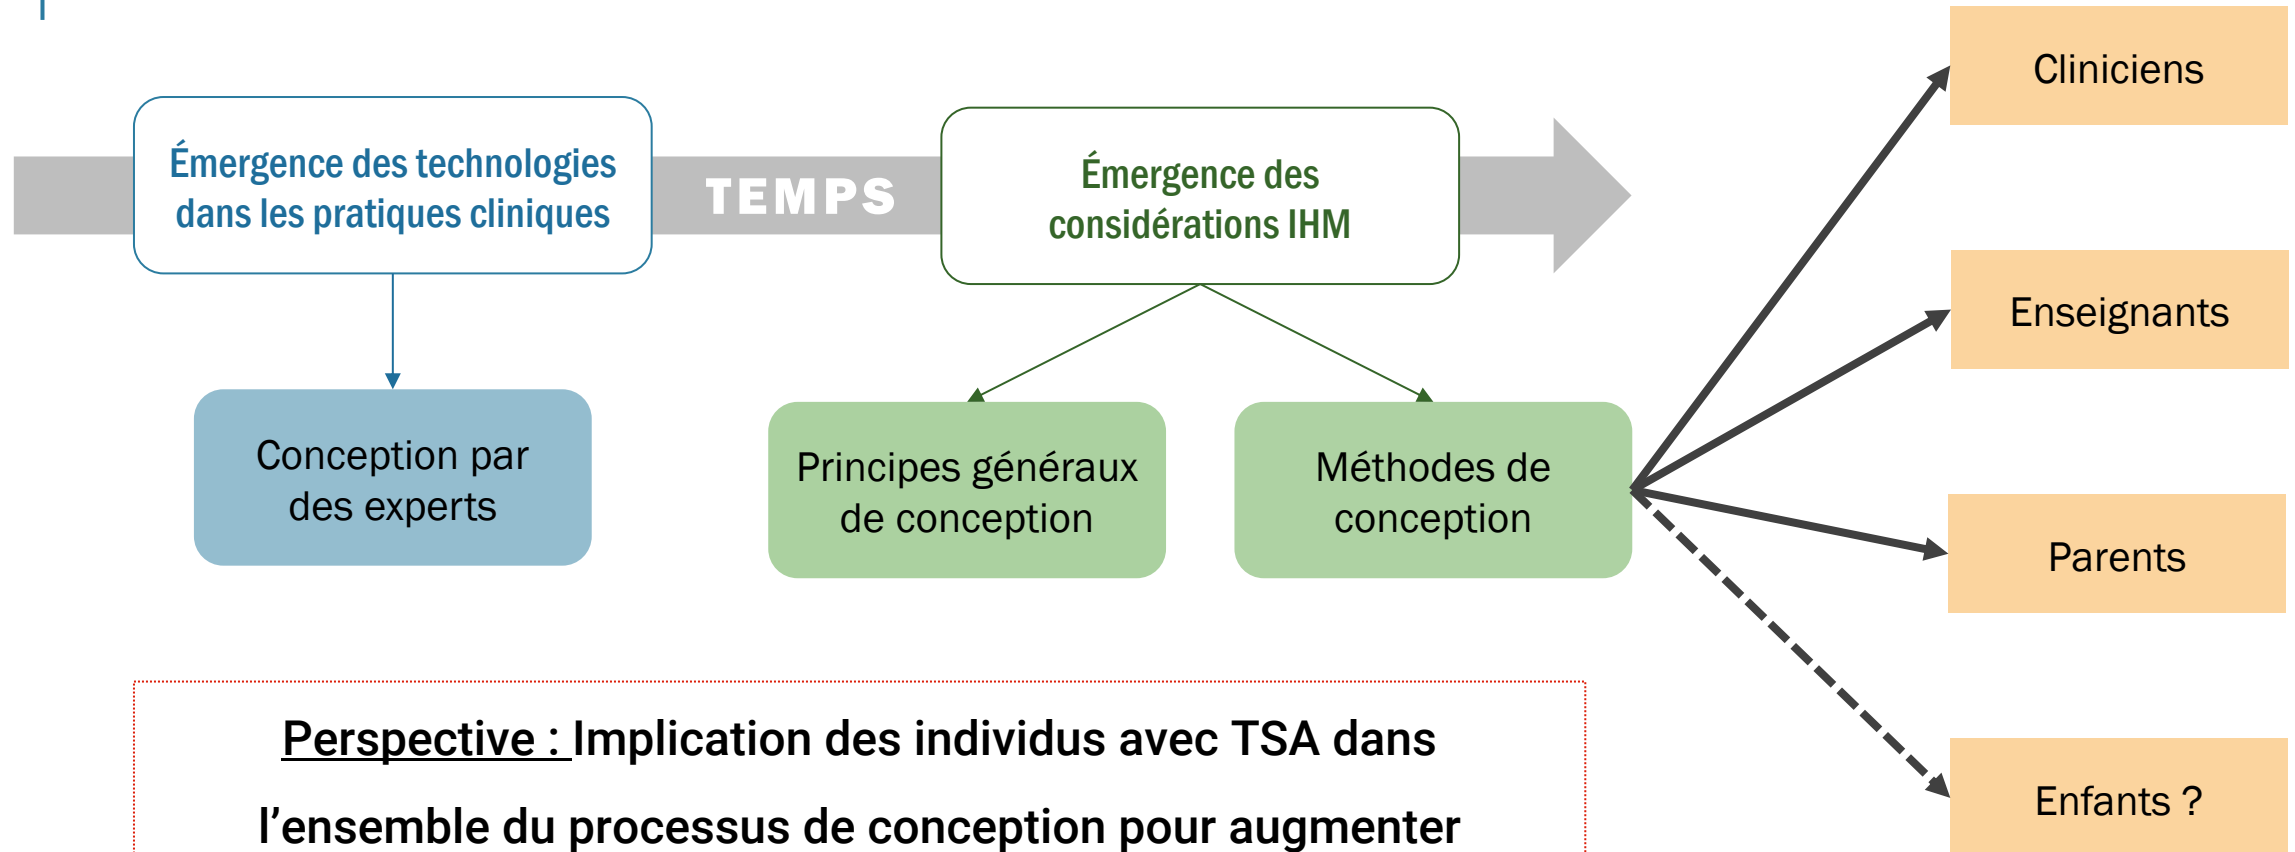 Émergence des technologies
dans les pratiques cliniques
TEMPS
Émergence des
considérations IHM
Conception par
des experts
Principes généraux
de conception
Méthodes de
conception
Cliniciens
Enseignants
Parents
Enfants ?
Perspective : Implication des individus avec TSA dans
l’ensemble du processus de conception pour augmenter